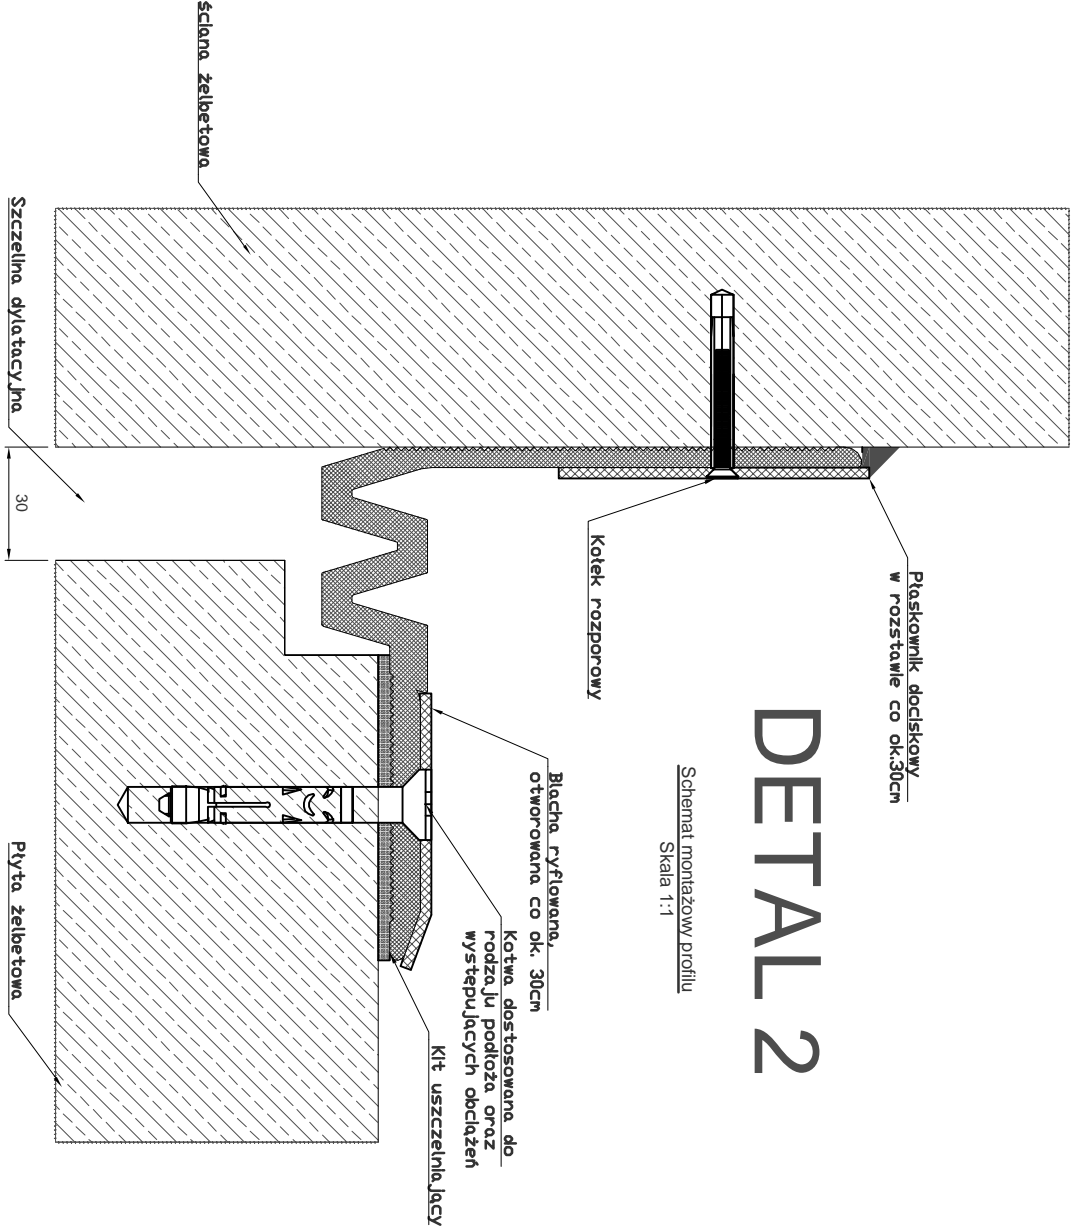 DETAL 2
Schemat montażowy profilu
Skala 1:1
Płaskownik dociskowy
w rozstawie co ok.30cm
Kołek rozporowy
Blacha ryflowana,
otworowana co ok. 30cm
Kotwa dostosowana do
rodzaju podłoża oraz
występujących obciążeń
Kit uszczelniający
ściana żelbetowa
Szczelina dylatacyjna
30
Płyta żelbetowa